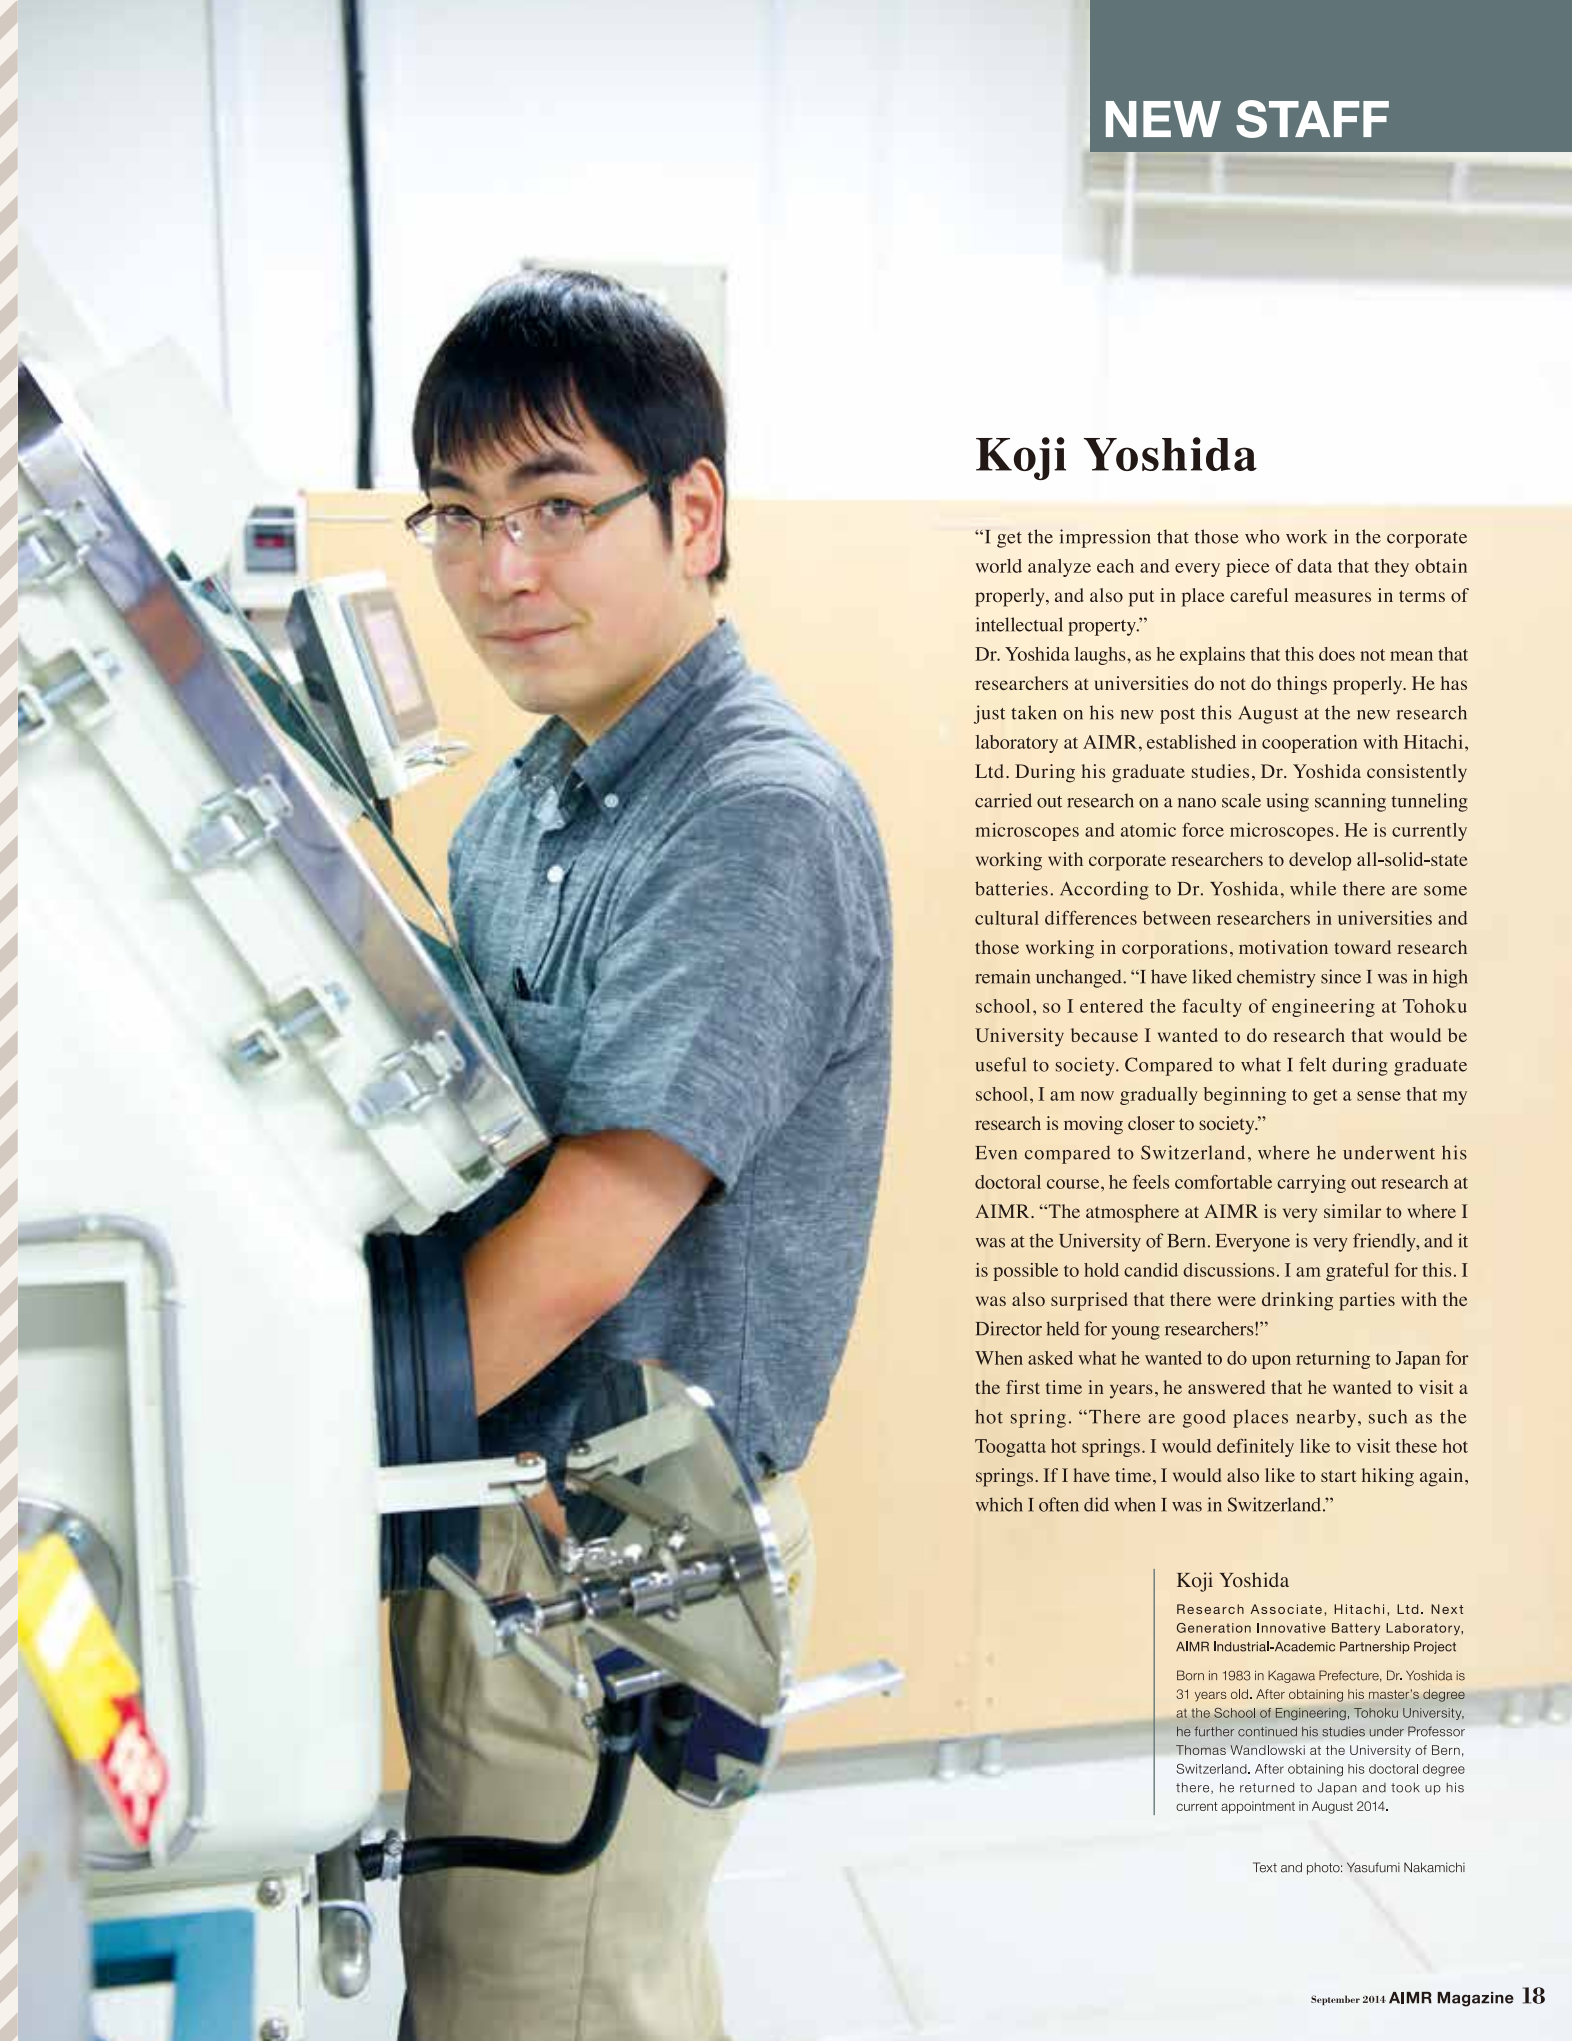 NEW STAFF
Koji Yoshida
“I get the impression that those who work in the corporate
world analyze each and every piece of data that they obtain
properly, and also put in place careful measures in terms of
intellectual property.”
Dr. Yoshida laughs, as he explains that this does not mean that
researchers at universities do not do things properly. He has
just taken on his new post this August at the new research
laboratory at AIMR, established in cooperation with Hitachi,
Ltd. During his graduate studies, Dr. Yoshida consistently
carried out research on a nano scale using scanning tunneling
microscopes and atomic force microscopes. He is currently
working with corporate researchers to develop all-solid-state
batteries. According to Dr. Yoshida, while there are some
cultural differences between researchers in universities and
those working in corporations, motivation toward research
remain unchanged. “I have liked chemistry since I was in high
school, so I entered the faculty of engineering at Tohoku
University because I wanted to do research that would be
useful to society. Compared to what I felt during graduate
school, I am now gradually beginning to get a sense that my
research is moving closer to society.”
Even compared to Switzerland, where he underwent his
doctoral course, he feels comfortable carrying out research at
AIMR. “The atmosphere at AIMR is very similar to where I
was at the University of Bern. Everyone is very friendly, and it
is possible to hold candid discussions. I am grateful for this. I
was also surprised that there were drinking parties with the
Director held for young researchers!”
When asked what he wanted to do upon returning to Japan for
the first time in years, he answered that he wanted to visit a
hot spring. “There are good places nearby, such as the
Toogatta hot springs. I would definitely like to visit these hot
springs. If I have time, I would also like to start hiking again,
which I often did when I was in Switzerland.”
Koji Yoshida
Research Associate, Hitachi, Ltd. Next
Generation Innovative Battery Laboratory,
AIMR Industrial-Academic Partnership Project
Born in 1983 in Kagawa Prefecture, Dr. Yoshida is
31 years old. After obtaining his master’s degree
at the School of Engineering, Tohoku University,
he further continued his studies under Professor
Thomas Wandlowski at the University of Bern,
Switzerland. After obtaining his doctoral degree
there, he returned to Japan and took up his
current appointment in August 2014.
Text and photo: Yasufumi Nakamichi
September 2014 AIMR Magazine 18